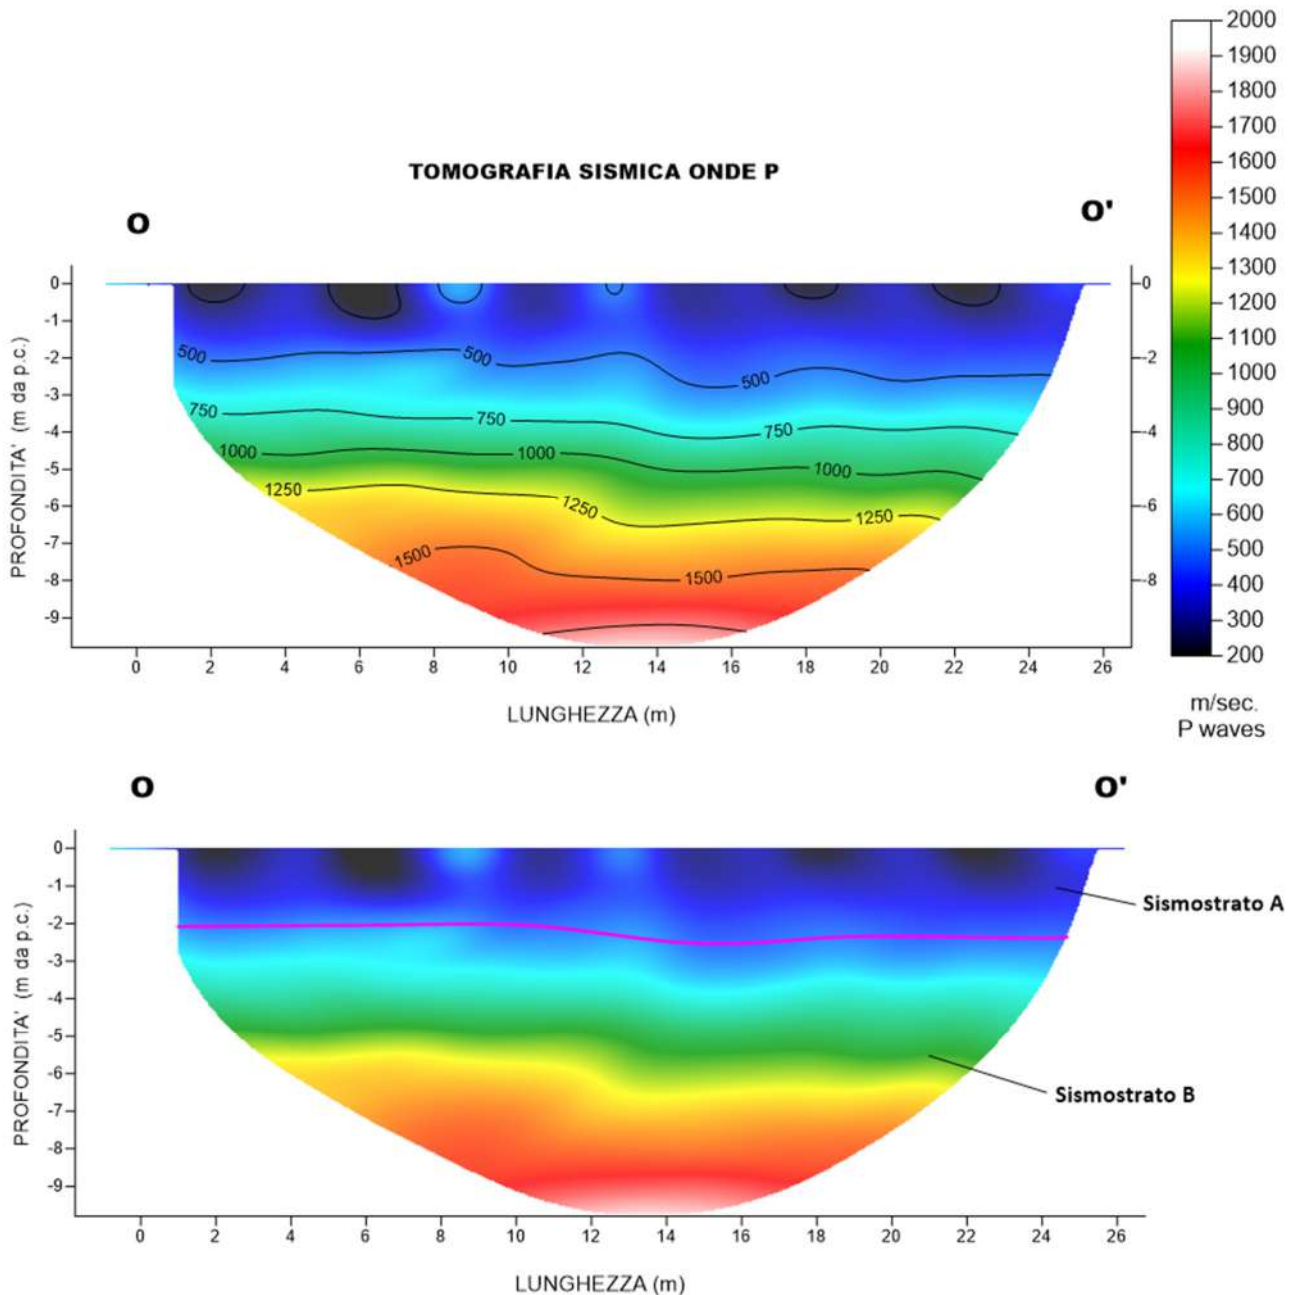 2000
1900
1800
1700
1600
1500
1400
1300
1200
1100
1000
900
800
700
600
500
400
300
200
m/sec.
P waves
TOMOGRAFIA SISMICA ONDE P
O O'
PROFONDITA' (m da p.c.)
0
-1
-2
-3
-4
-5
-6
-7
-8
-9
0
-2
-4
-6
-8
500 500 500
750 750 750
1000 1000 1000
1250 1250 1250
1500 1500
0 2 4 6 8 10 12 14 16 18 20 22 24 26
LUNGHEZZA (m)
O O'
PROFONDITA' (m da p.c.)
0
-1
-2
-3
-4
-5
-6
-7
-8
-9
Sismostrato A
Sismostrato B
0 2 4 6 8 10 12 14 16 18 20 22 24 26
LUNGHEZZA (m)